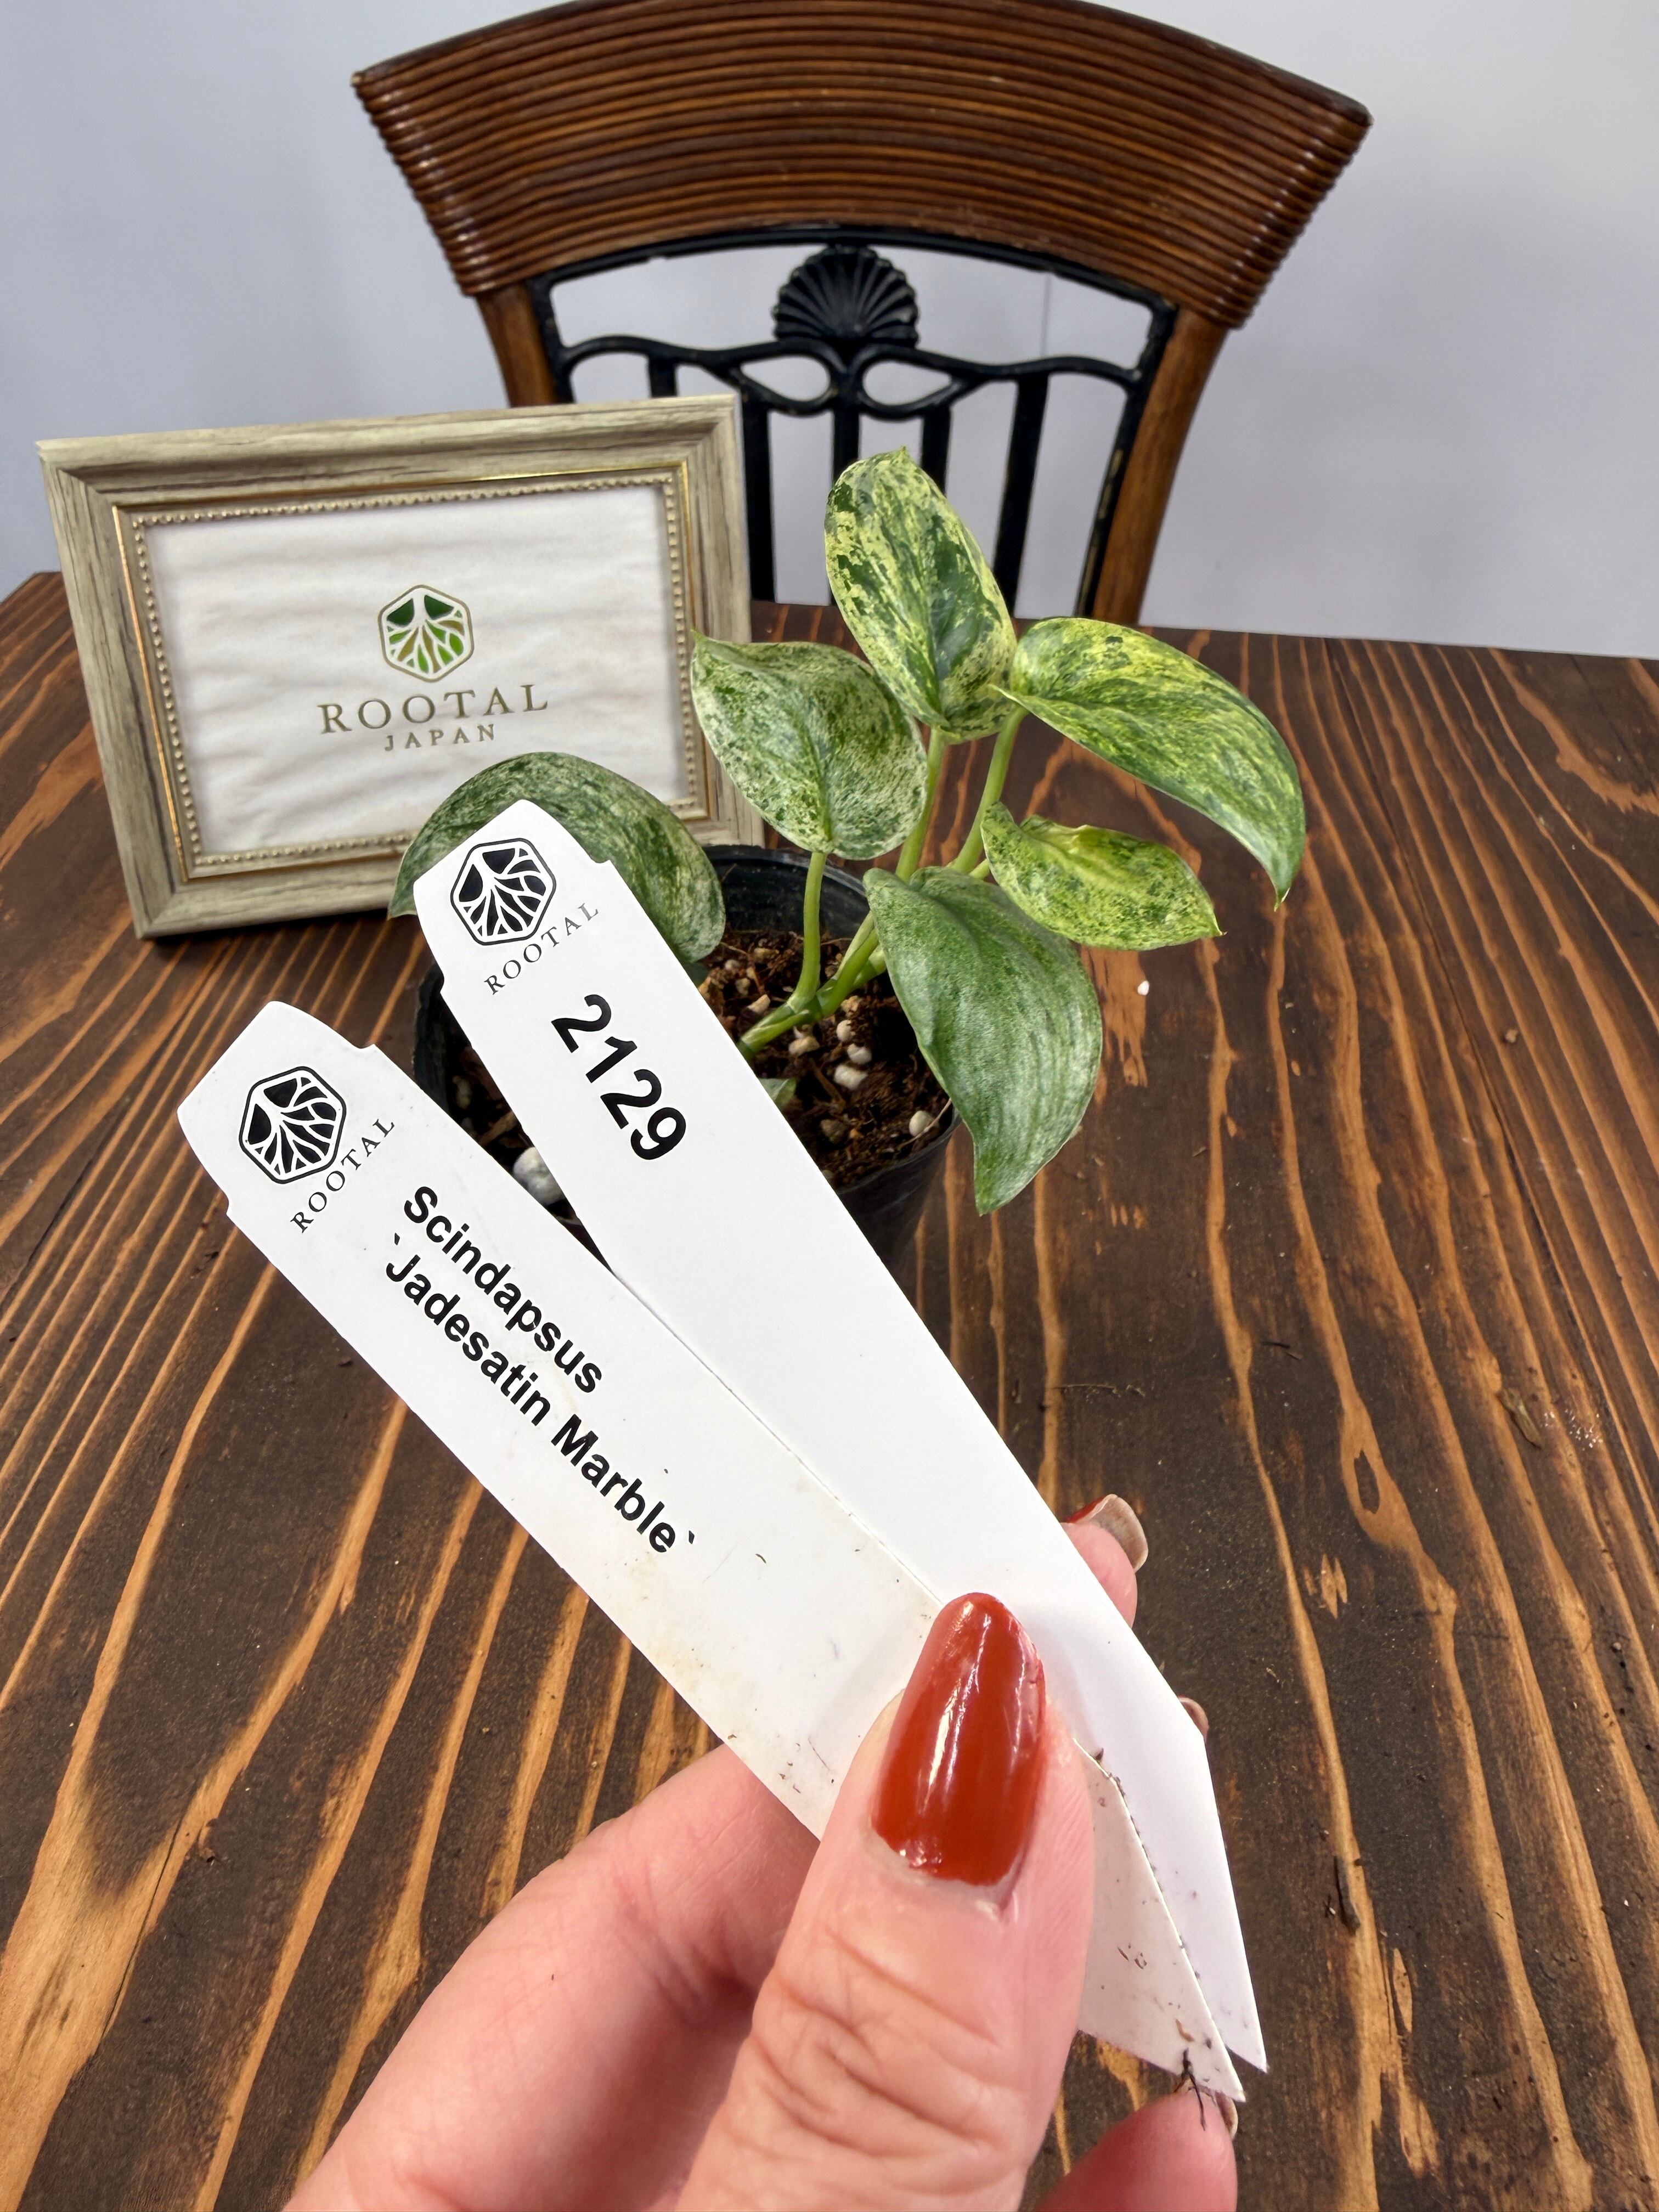 ROOTAL
JAPAN
ROOTAL
2129
ROOTAL
Scindapsus
`Jadesatin Marble`